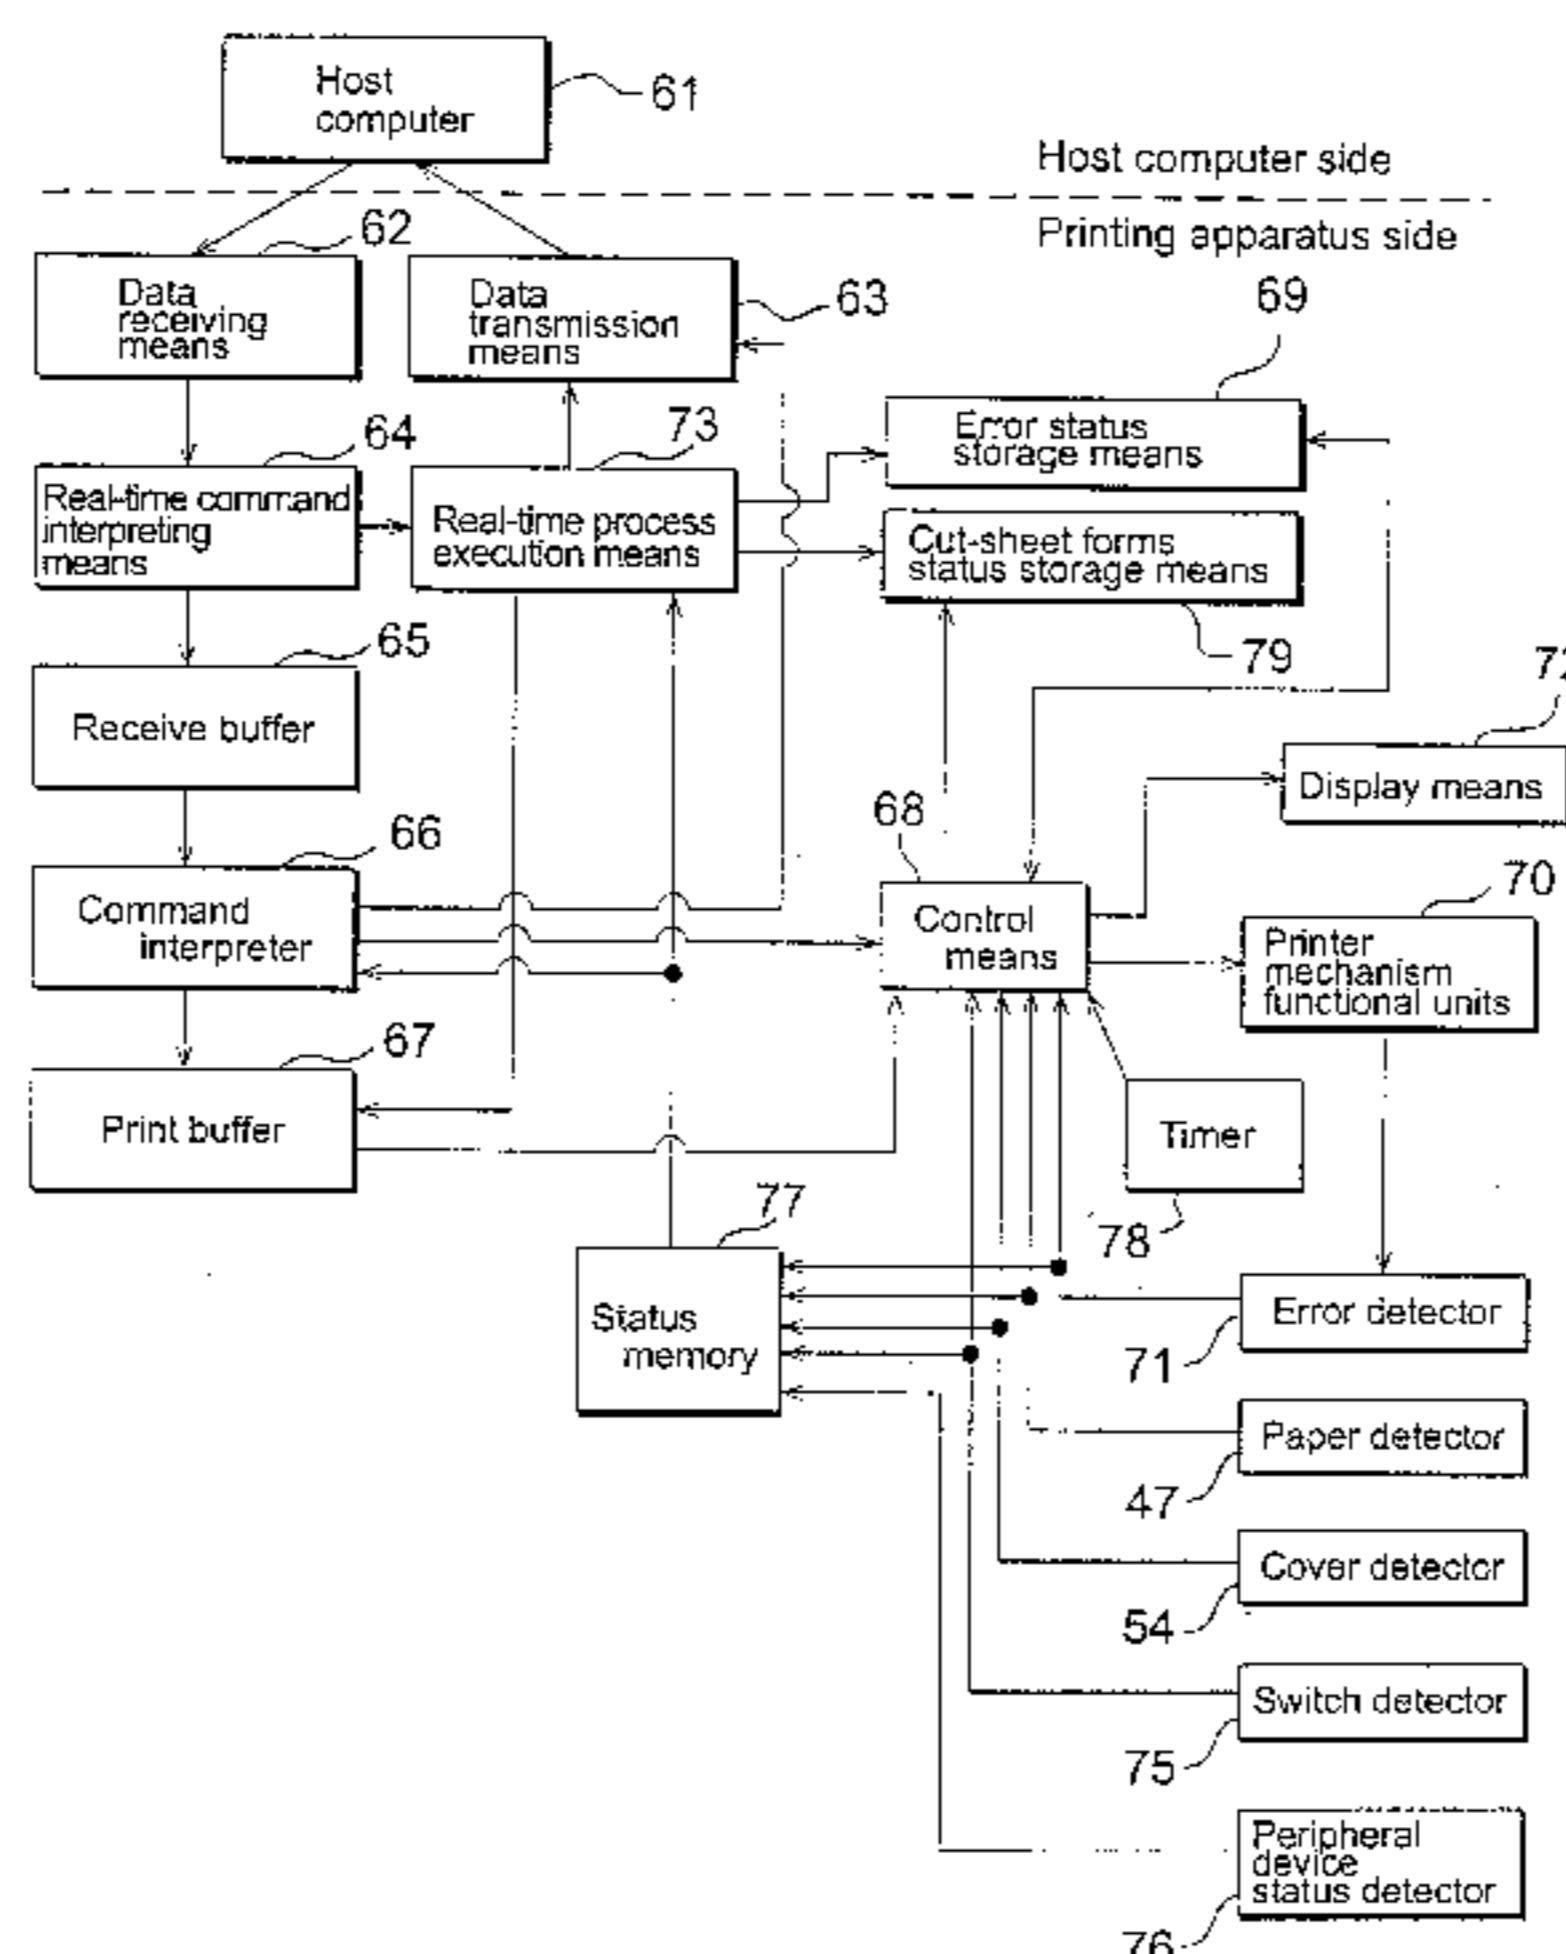 Host
computer
61
Host computer side
Printing apparatus side
62
Data
receiving
means
Data
transmission
means
63
69
64
73
Error status
storage means
Real-time command
interpreting
means
Real-time process
execution means
Cut-sheet forms
status storage means
65
79
Receive buffer
72
Display means
66
68
Command
interpreter
Control
means
70
Printer
mechanism
functional units
67
Print buffer
Timer
77
78
Status
memory
Error detector
71
Paper detector
47
Cover detector
54
Switch detector
75
Peripheral
device
status detector
76